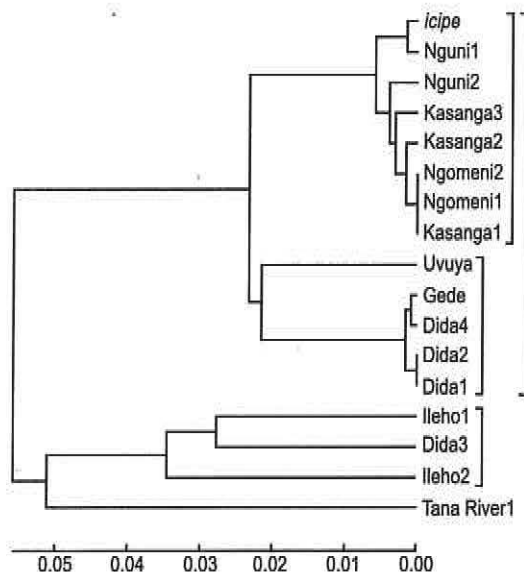 icipe
Nguni1
Nguni2
Kasanga3
Kasanga2
Ngomeni2
Ngomeni1
Kasanga1
Uvuya
Gede
Dida4
Dida2
Dida1
Ileho1
Dida3
Ileho2
Tana River1
0.05 0.04 0.03 0.02 0.01 0.00